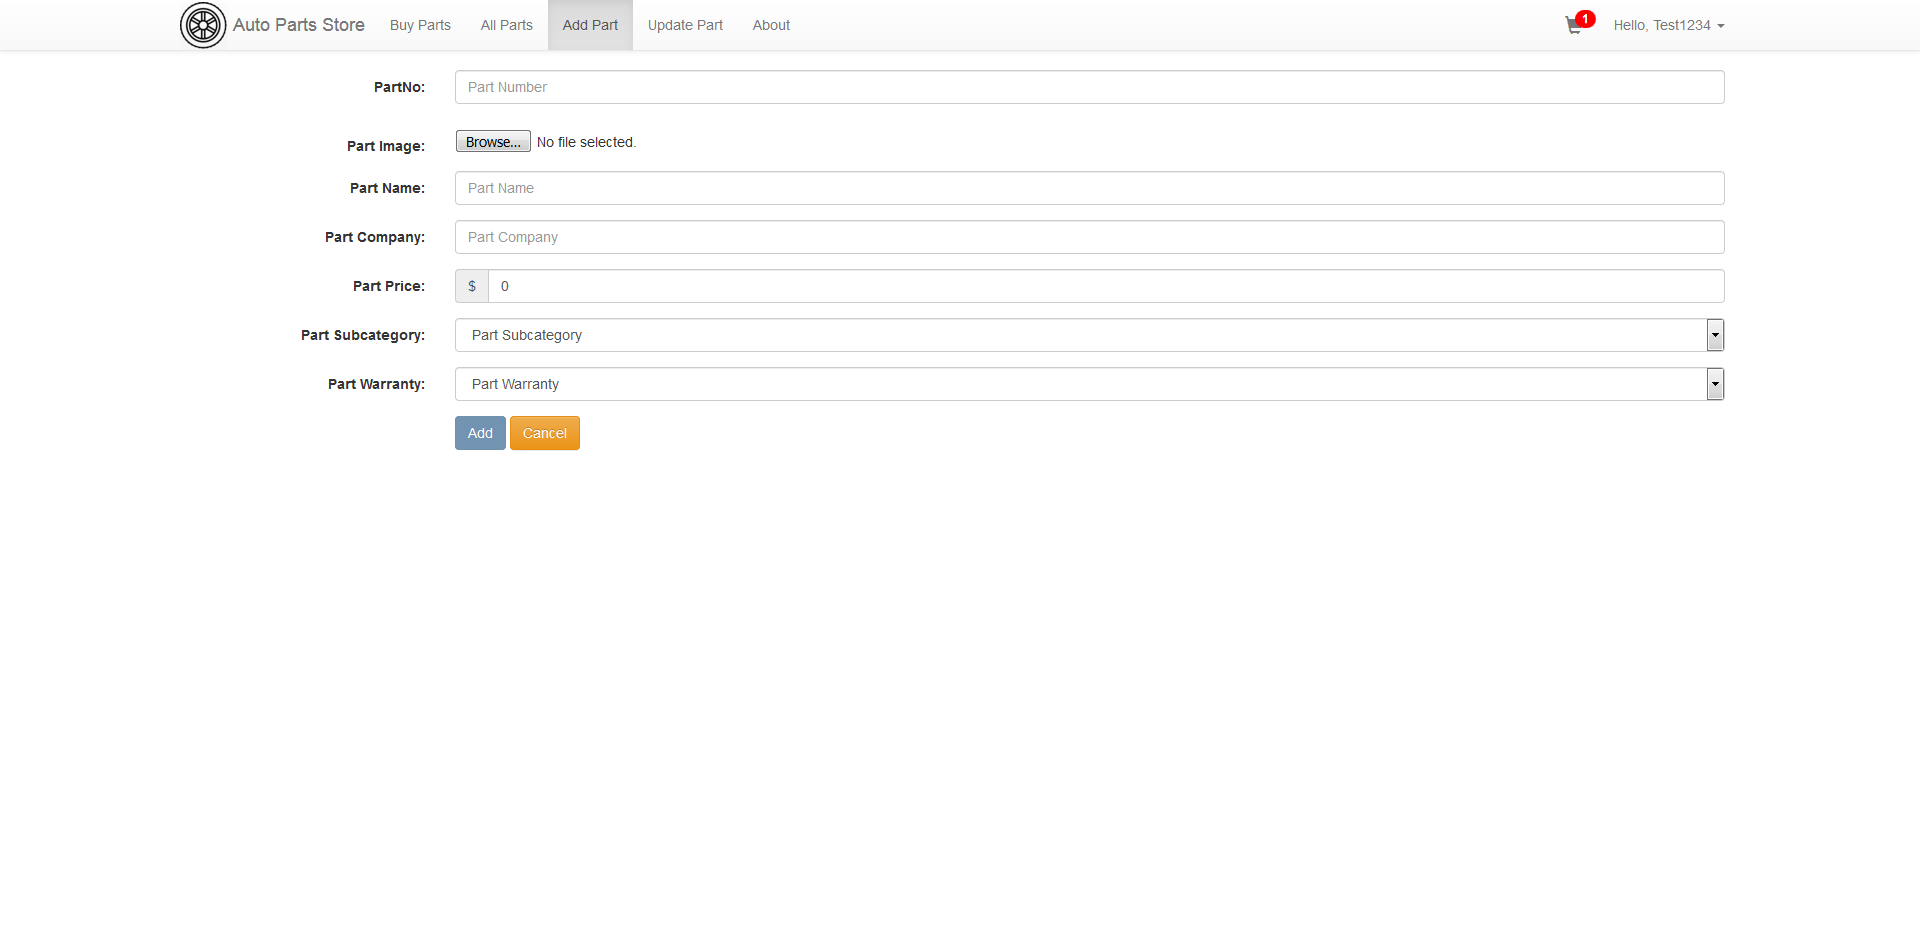 Auto Parts Store Buy Parts All Parts Add Part Update Part About 1 Hello, Test1234
PartNo: Part Number
Part Image: Browse... No file selected.
Part Name: Part Name
Part Company: Part Company
Part Price: $ 0
Part Subcategory: Part Subcategory
Part Warranty: Part Warranty
Add Cancel